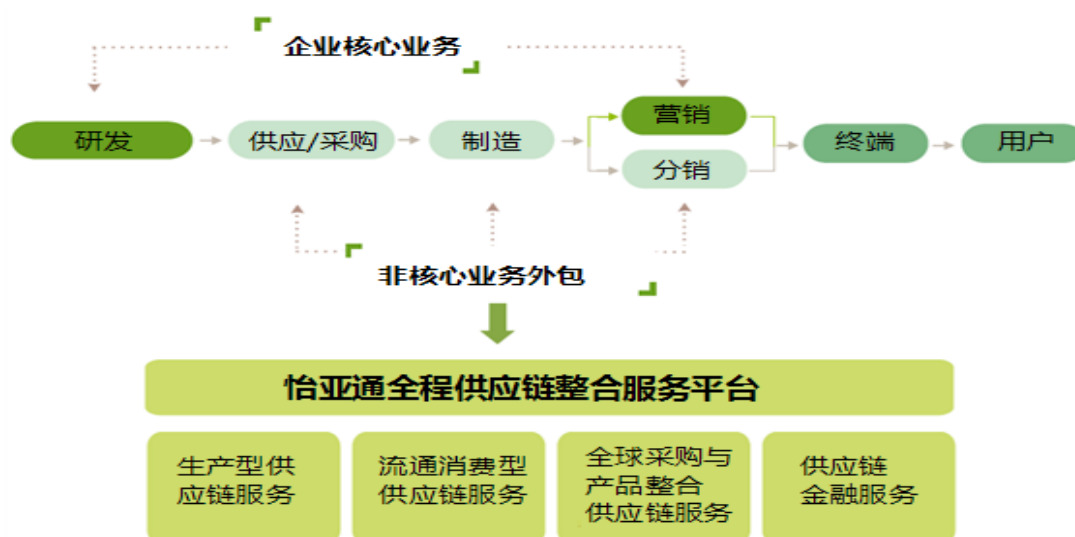 企业核心业务
研发
供应/采购
制造
营销
分销
终端
用户
非核心业务外包
怡亚通全程供应链整合服务平台
生产型供
应链服务
流通消费型
供应链服务
全球采购与
产品整合
供应链服务
供应链
金融服务